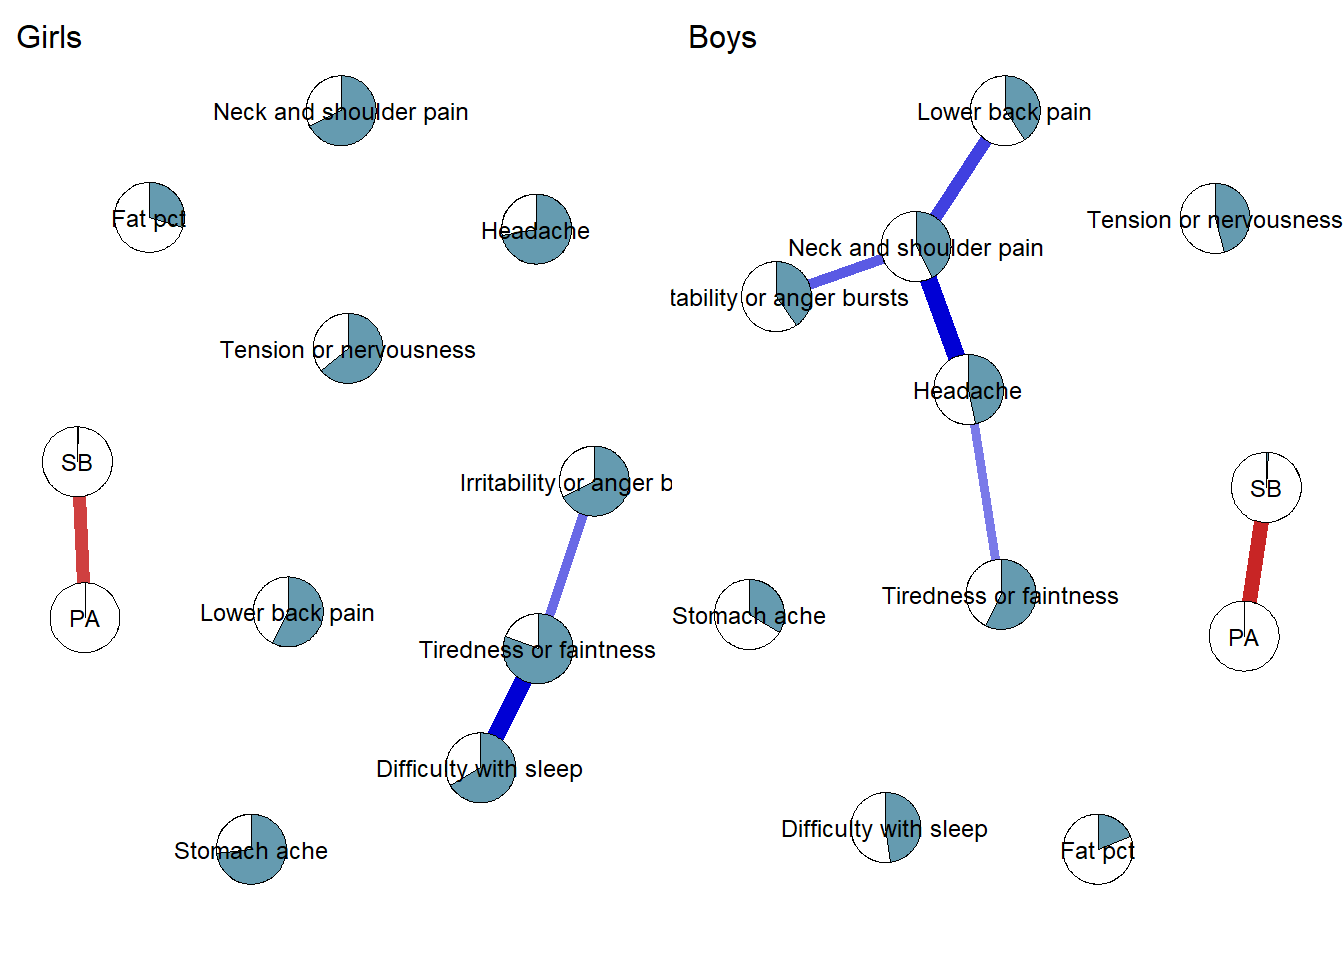 Girls
Neck and shoulder pain
Fat pct
Headache
Tension or nervousness
SB
Irritability or anger b
PA
Lower back pain
Tiredness or faintness
Difficulty with sleep
Stomach ache
Boys
Lower back pain
Tension or nervousness
Neck and shoulder pain
tability or anger bursts
Headache
SB
Tiredness or faintness
Stomach ache
PA
Difficulty with sleep
Fat pct